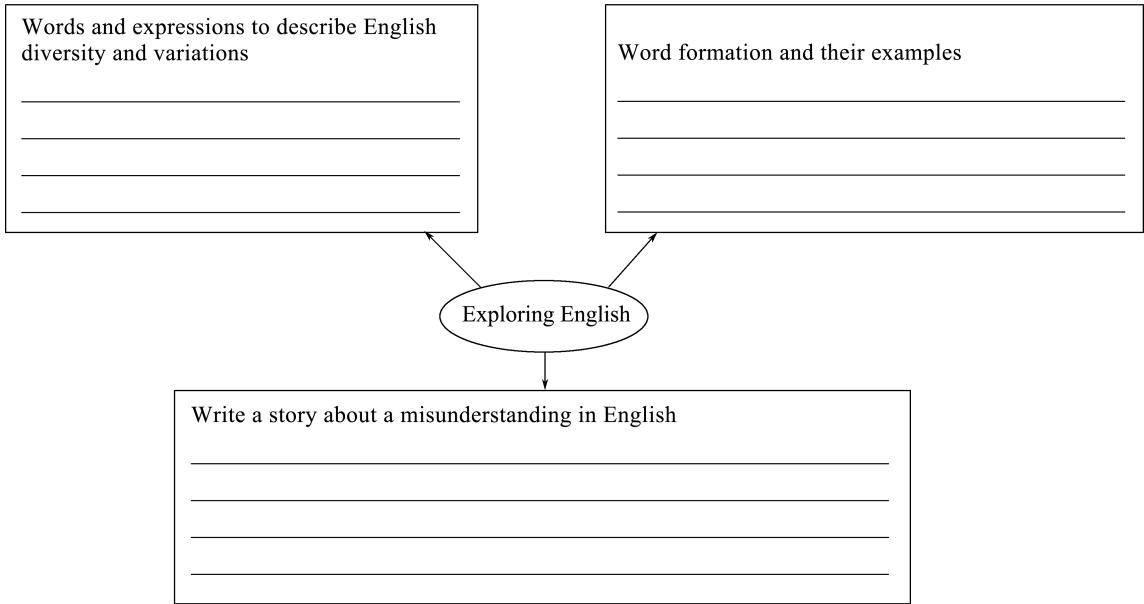 Words and expressions to describe English
diversity and variations
Word formation and their examples
Exploring English
Write a story about a misunderstanding in English